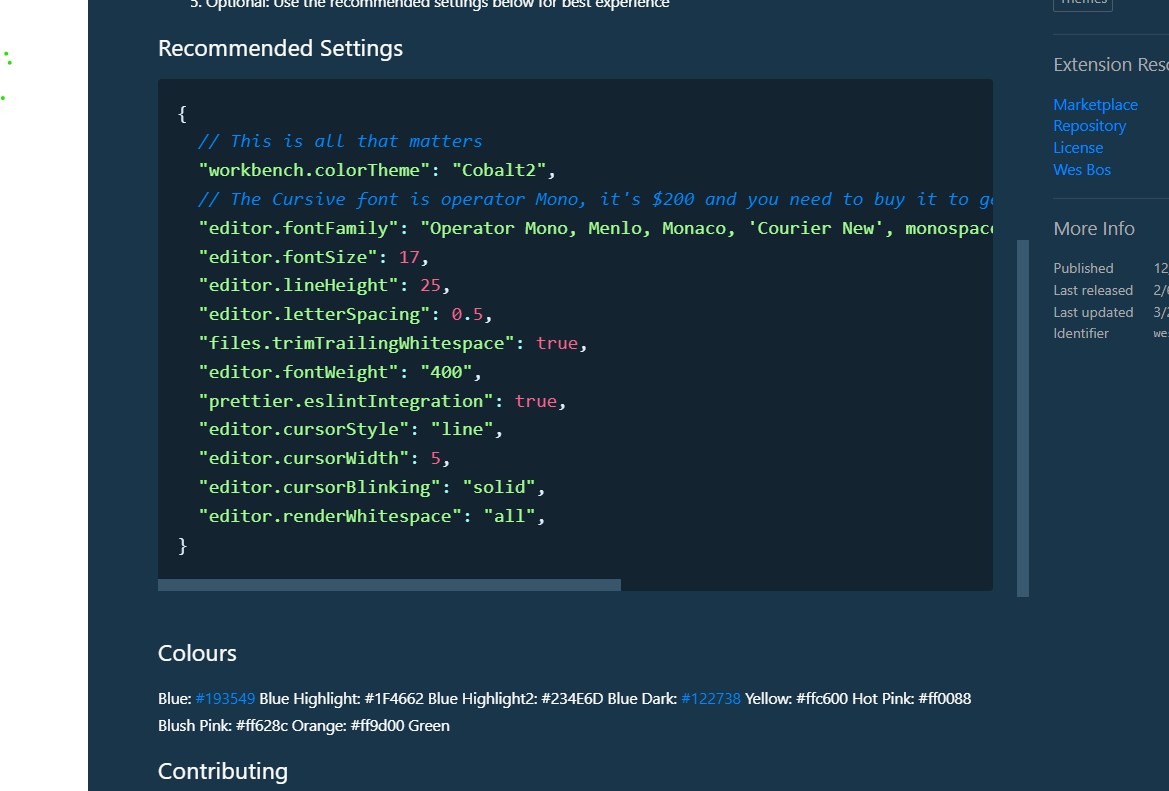 5. Optional: Use the recommended settings below for best experience
Recommended Settings
{
// This is all that matters
"workbench.colorTheme": "Cobalt2",
// The Cursive font is operator Mono, it's $200 and you need to buy it to
"editor.fontFamily": "Operator Mono, Menlo, Monaco, 'Courier New', monospace
"editor.fontSize": 17,
"editor.lineHeight": 25,
"editor.letterSpacing": 0.5,
"files.trimTrailingWhitespace": true,
"editor.fontWeight": "400",
"prettier.eslintIntegration": true,
"editor.cursorStyle": "line",
"editor.cursorWidth": 5,
"editor.cursorBlinking": "solid",
"editor.renderWhitespace": "all",
}
Colours
Blue: #193549 Blue Highlight: #1F4662 Blue Highlight2: #234E6D Blue Dark: #122738 Yellow: #ffc600 Hot Pink: #ff0088
Blush Pink: #ff628c Orange: #ff9d00 Green
Contributing
Themes
Extension
Marketplace
Repository
License
Wes Bos
More Info
Published 12/
Last released 2/
Last updated 3/
Identifier